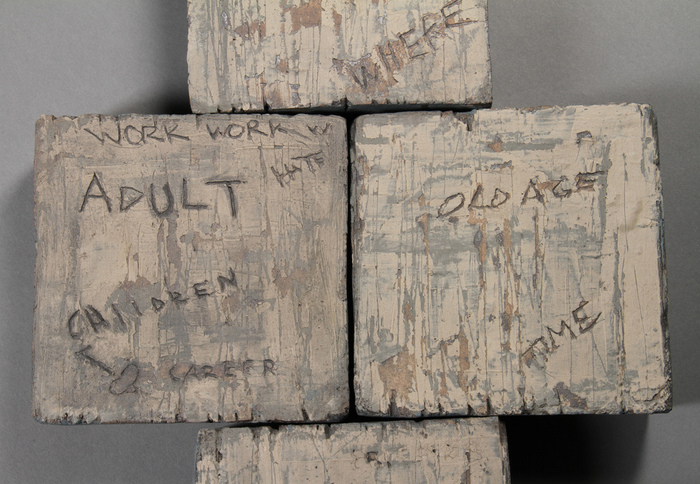 WHERE
WORK WORK W
HATE
ADULT
CHIlDREN
CAREER
OLD AGE
TIME